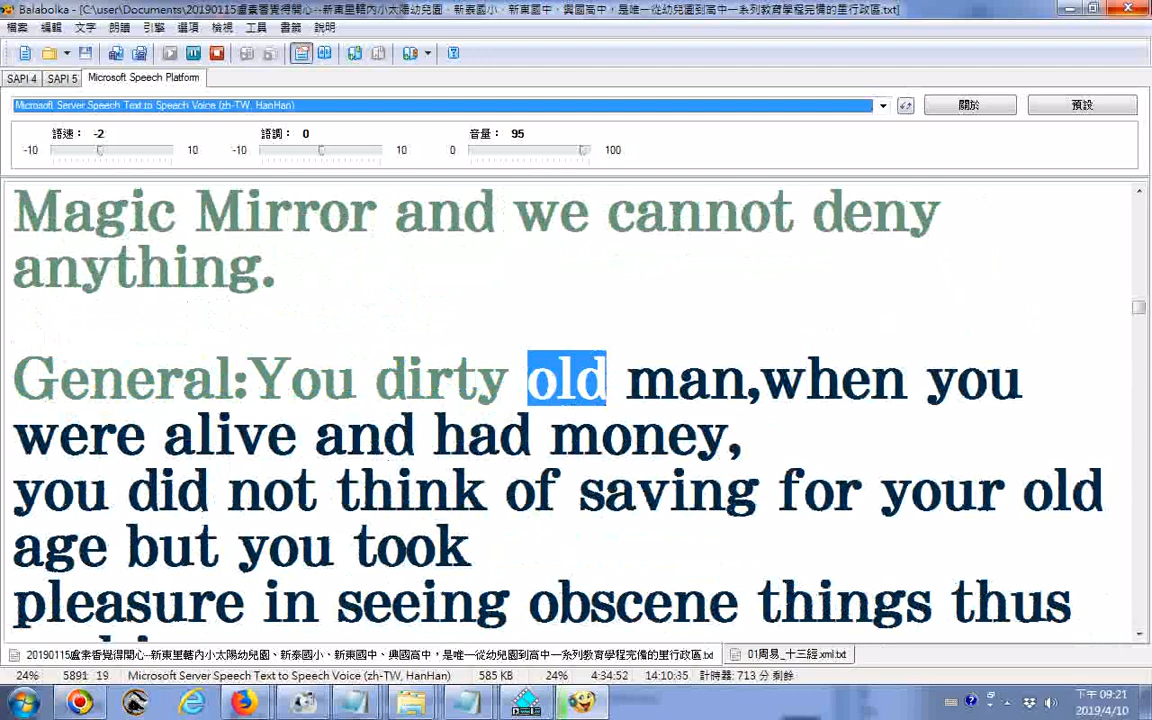 Balabolka - [C:\user\Documents\20190115盧素香覺得開心--新東里轄內小太陽幼兒園、新泰國小、新東國中、興國高中，是唯一從幼兒園到高中一系列教育學程完備的里行政區.txt]
檔案 編輯 文字 朗讀 引擎 選項 檢視 工具 書籤 說明
SAPI 4 SAPI 5 Microsoft Speech Platform
Microsoft Server Speech Text to Speech Voice (zh-TW, HanHan) 關於 預設
語速： -2 語調： 0 音量： 95
-10 10 -10 10 0 100
Magic Mirror and we cannot deny
anything.
General:You dirty old man,when you
were alive and had money,
you did not think of saving for your old
age but you took
pleasure in seeing obscene things thus
20190115盧素香覺得開心--新東里轄內小太陽幼兒園、新泰國小、新東國中、興國高中，是唯一從幼兒園到高中一系列教育學程完備的里行政區.txt 01周易_十三經.xml.txt
24% 5891: 19 Microsoft Server Speech Text to Speech Voice (zh-TW, HanHan) 585 KB 24% 4:34:52 14:10:35 計時器： 713 分 剩餘
下午 09:21
2019/4/10